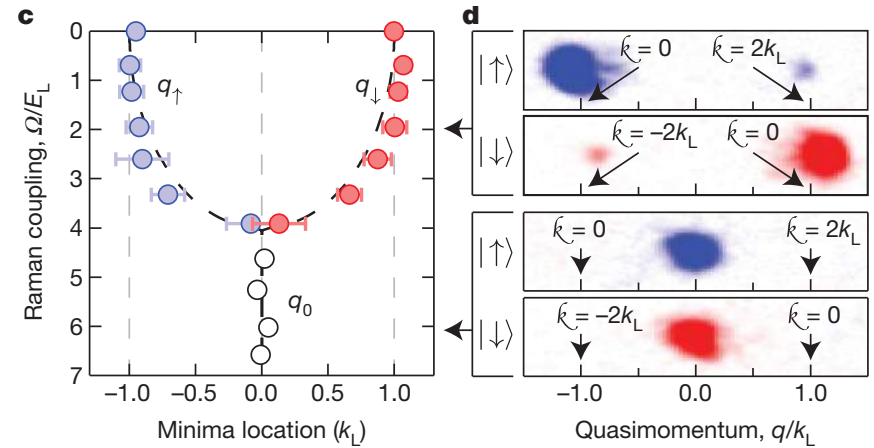 c
0
1
2
3
4
5
6
7
Raman coupling, Ω/E_L
q↑
q↓
q₀
−1.0 −0.5 0.0 0.5 1.0
Minima location (k_L)
d
|↑⟩
k = 0 k = 2k_L
|↓⟩
k = −2k_L k = 0
|↑⟩
k = 0 k = 2k_L
|↓⟩
k = −2k_L k = 0
−1.0 0.0 1.0
Quasimomentum, q/k_L